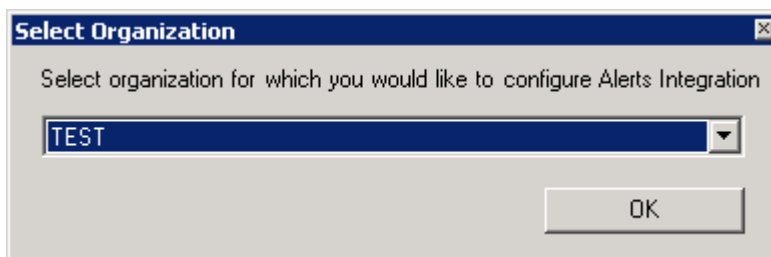 Select Organization
Select organization for which you would like to configure Alerts Integration
TEST
OK